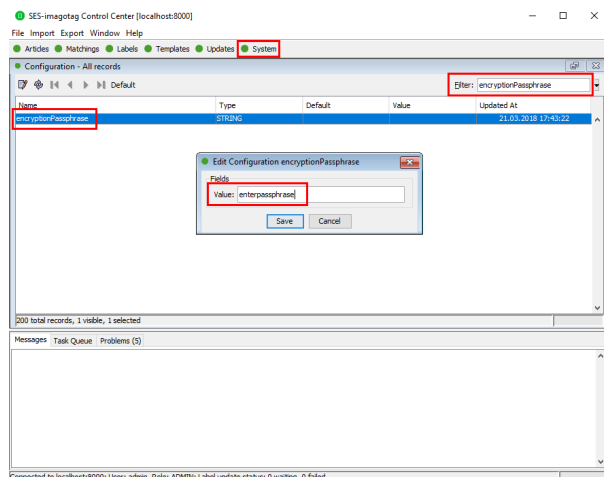 SES-imagotag Control Center [localhost:8000]
File Import Export Window Help
Articles Matchings Labels Templates Updates System
Configuration - All records
Default Filter: encryptionPassphrase
Name Type Default Value Updated At
encryptionPassphrase STRING 21.03.2018 17:43:22
Edit Configuration encryptionPassphrase
Fields
Value: enterpassphrase
Save Cancel
200 total records, 1 visible, 1 selected
Messages Task Queue Problems (5)
Connected to localhost:8000; User: admin, Role: ADMIN; Label update status: 0 waiting, 0 failed